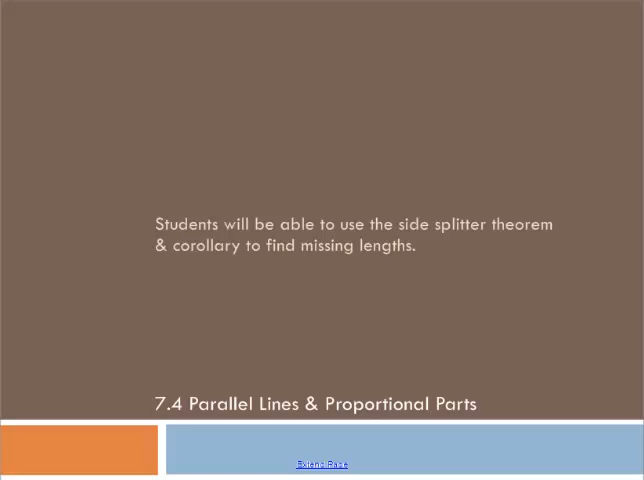 Students will be able to use the side splitter theorem
& corollary to find missing lengths.
7.4 Parallel Lines & Proportional Parts
Extend Page